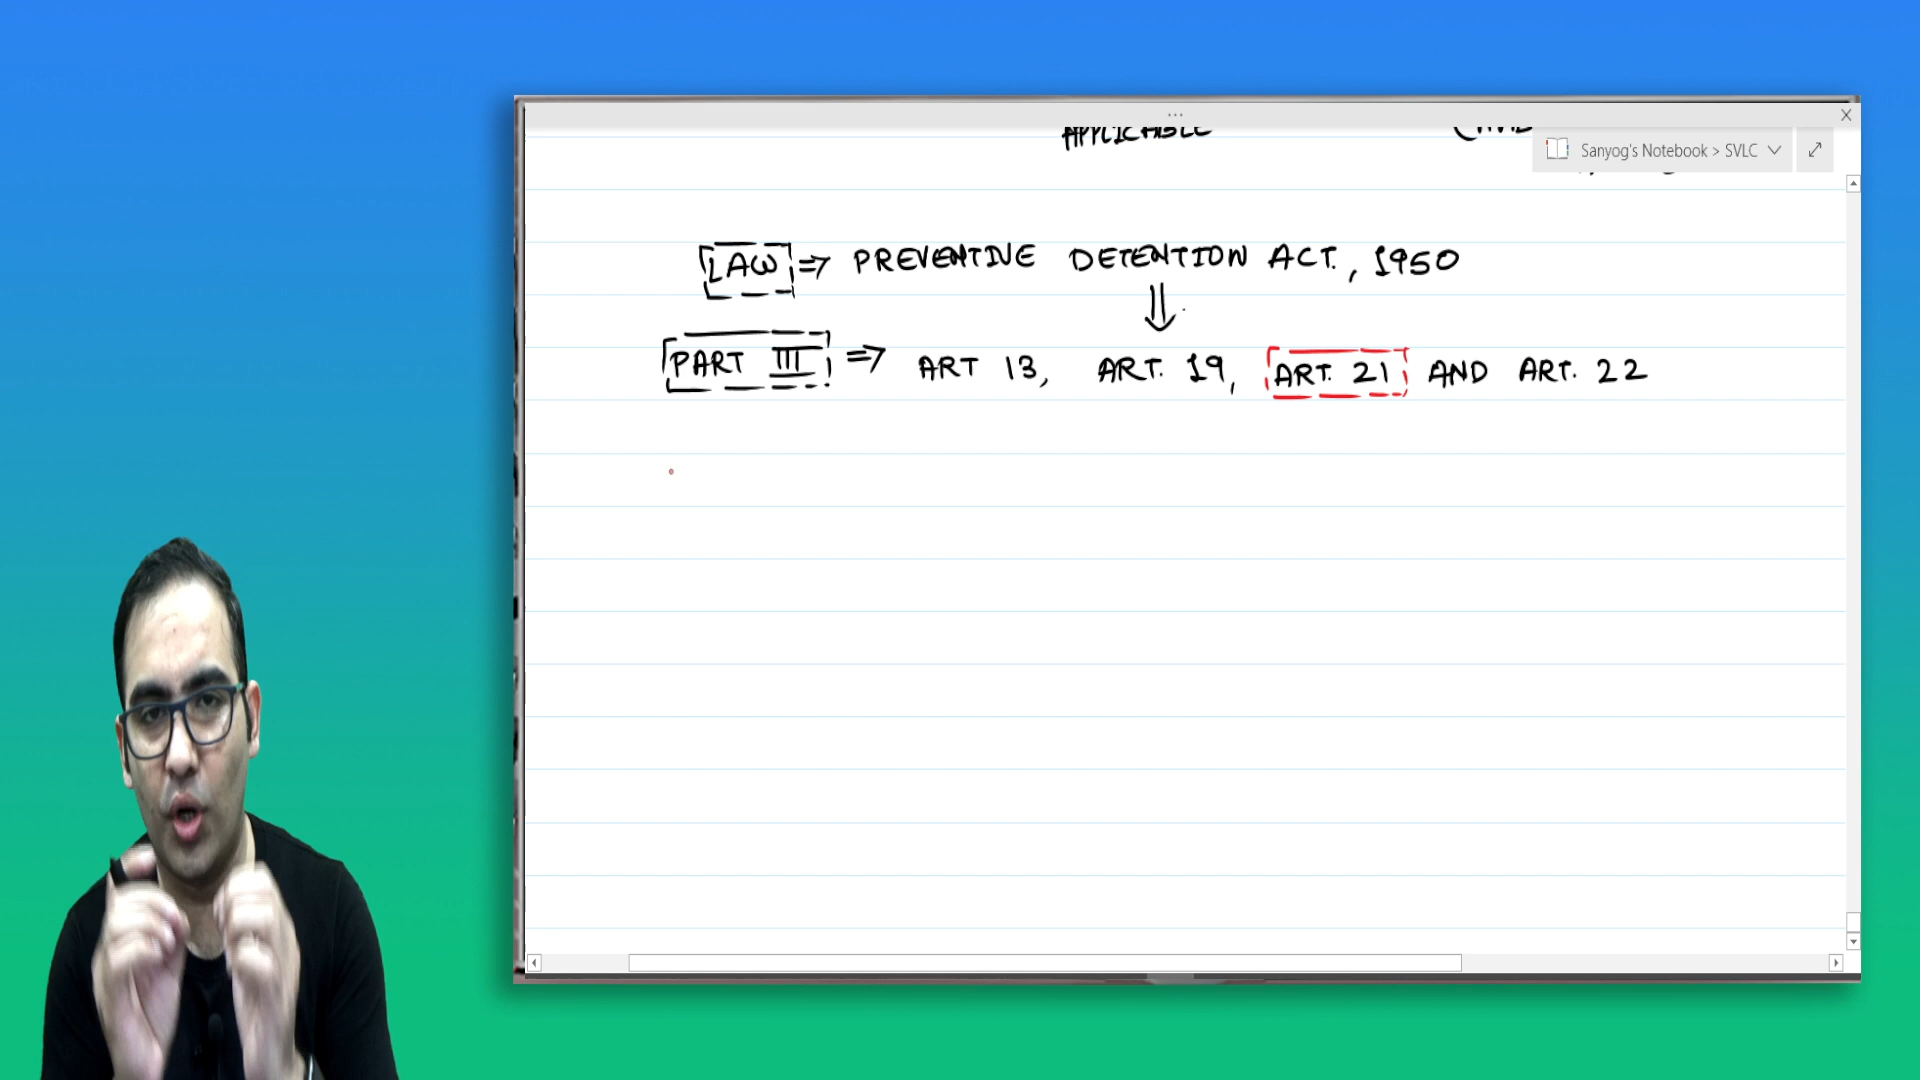 APPLICABLE
Sanyog's Notebook > SVLC
LAW ⇒ PREVENTIVE DETENTION ACT., 1950
PART III ⇒ ART 13, ART. 19, ART. 21 AND ART. 22